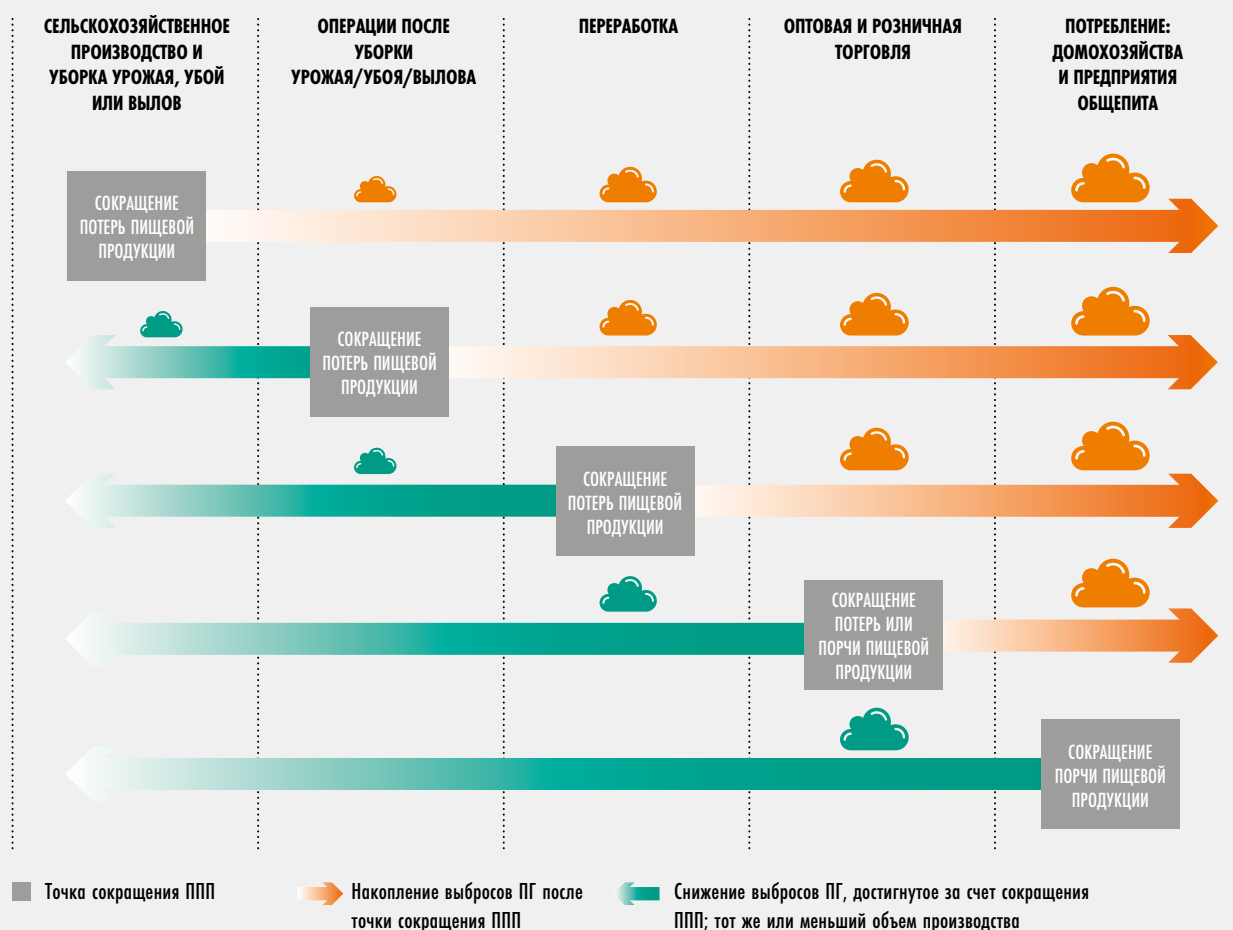 СЕЛЬСКОХОЗЯЙСТВЕННОЕ
ПРОИЗВОДСТВО И
УБОРКА УРОЖАЯ, УБОЙ
ИЛИ ВЫЛОВ
ОПЕРАЦИИ ПОСЛЕ
УБОРКИ
УРОЖАЯ/УБОЯ/ВЫЛОВА
ПЕРЕРАБОТКА
ОПТОВАЯ И РОЗНИЧНАЯ
ТОРГОВЛЯ
ПОТРЕБЛЕНИЕ:
ДОМОХОЗЯЙСТВА
И ПРЕДПРИЯТИЯ
ОБЩЕПИТА
СОКРАЩЕНИЕ
ПОТЕРЬ ПИЩЕВОЙ
ПРОДУКЦИИ
СОКРАЩЕНИЕ
ПОТЕРЬ ПИЩЕВОЙ
ПРОДУКЦИИ
СОКРАЩЕНИЕ
ПОТЕРЬ ПИЩЕВОЙ
ПРОДУКЦИИ
СОКРАЩЕНИЕ
ПОТЕРЬ ИЛИ
ПОРЧИ ПИЩЕВОЙ
ПРОДУКЦИИ
СОКРАЩЕНИЕ
ПОРЧИ ПИЩЕВОЙ
ПРОДУКЦИИ
Точка сокращения ППП
Накопление выбросов ПГ после
точки сокращения ППП
Снижение выбросов ПГ, достигнутое за счет сокращения
ППП; тот же или меньший объем производства